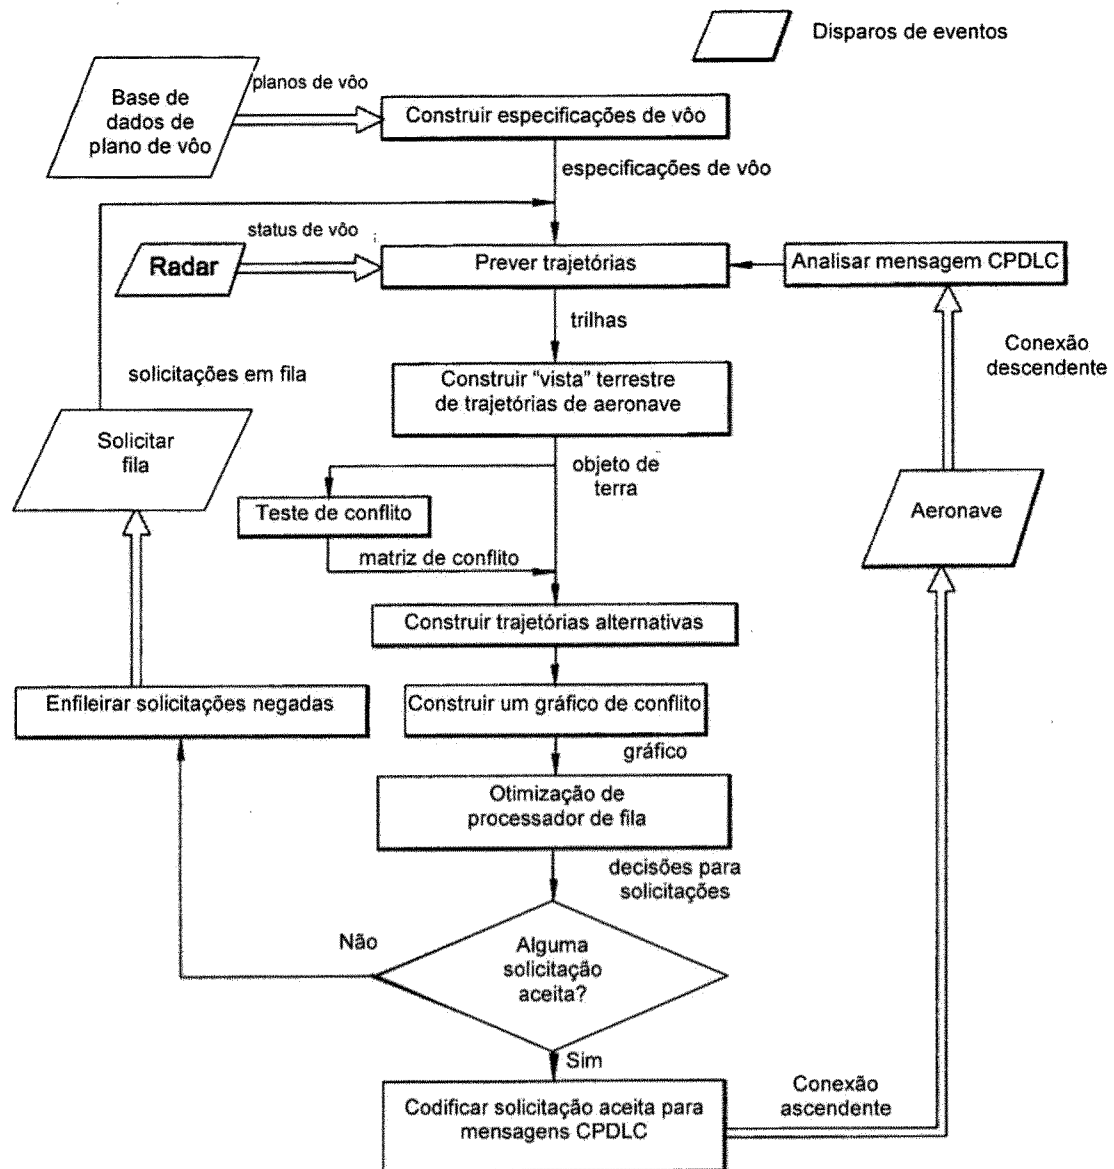 Disparos de eventos
Base de
dados de
plano de vôo
planos de vôo
Construir especificações de vôo
especificações de vôo
status de vôo
Radar
Prever trajetórias
Analisar mensagem CPDLC
trilhas
Conexão
descendente
solicitações em fila
Construir “vista” terrestre
de trajetórias de aeronave
Solicitar
fila
objeto de
terra
Teste de conflito
Aeronave
matriz de conflito
Construir trajetórias alternativas
Enfileirar solicitações negadas
Construir um gráfico de conflito
gráfico
Otimização de
processador de fila
decisões para
solicitações
Não
Alguma
solicitação
aceita?
Sim
Codificar solicitação aceita para
mensagens CPDLC
Conexão
ascendente